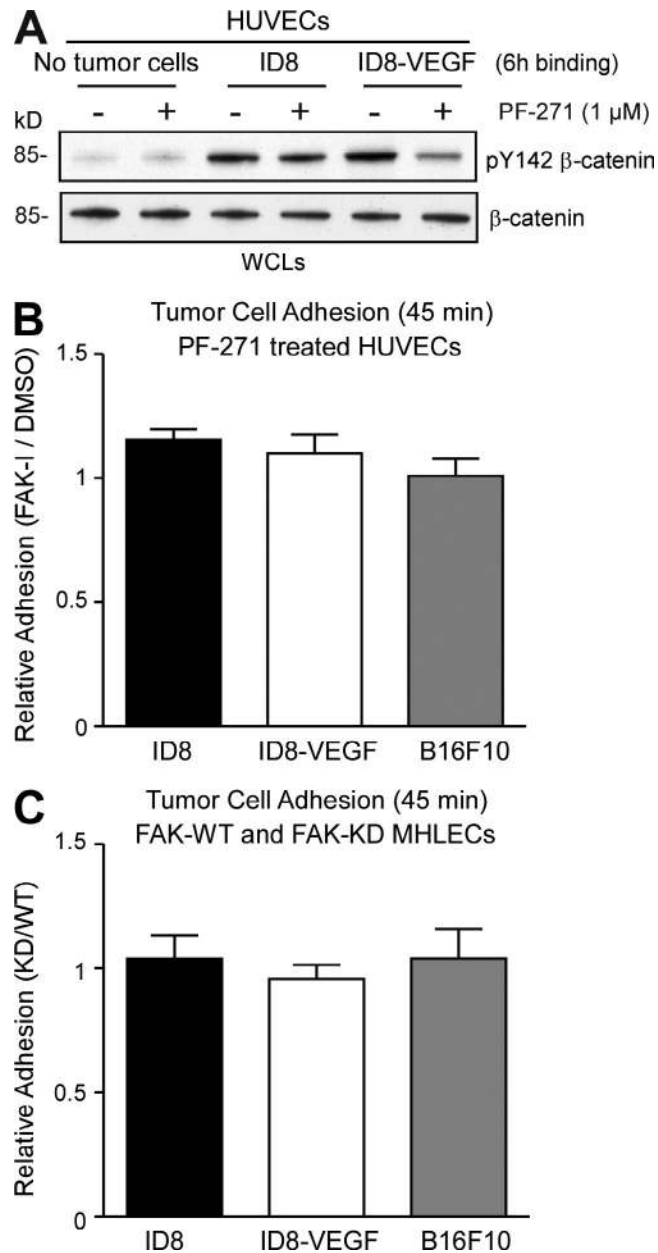 A
HUVECs
No tumor cells ID8 ID8-VEGF (6h binding)
kD - + - + - + PF-271 (1 μM)
85- pY142 β-catenin
85- β-catenin
WCLs
B
Tumor Cell Adhesion (45 min)
PF-271 treated HUVECs
Relative Adhesion (FAK-I / DMSO)
1.5
1
0.5
0
ID8 ID8-VEGF B16F10
C
Tumor Cell Adhesion (45 min)
FAK-WT and FAK-KD MHLECs
Relative Adhesion (KD/WT)
1.5
1
0.5
0
ID8 ID8-VEGF B16F10